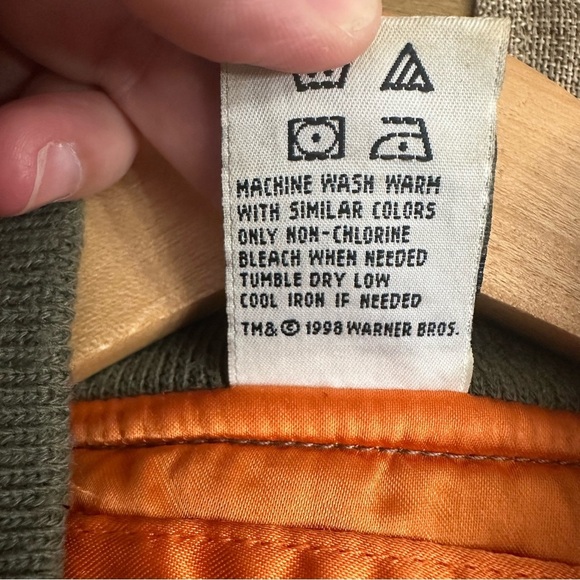 MACHINE WASH WARM
WITH SIMILAR COLORS
ONLY NON-CHLORINE
BLEACH WHEN NEEDED
TUMBLE DRY LOW
COOL IRON IF NEEDED
TM& © 1998 WARNER BROS.